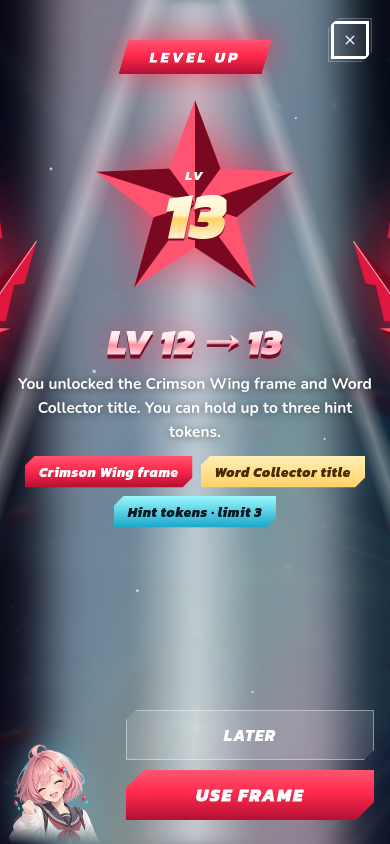 LEVEL UP
×
LV
13
LV 12 → 13
You unlocked the Crimson Wing frame and Word
Collector title. You can hold up to three hint
tokens.
Crimson Wing frame
Word Collector title
Hint tokens · limit 3
LATER
USE FRAME